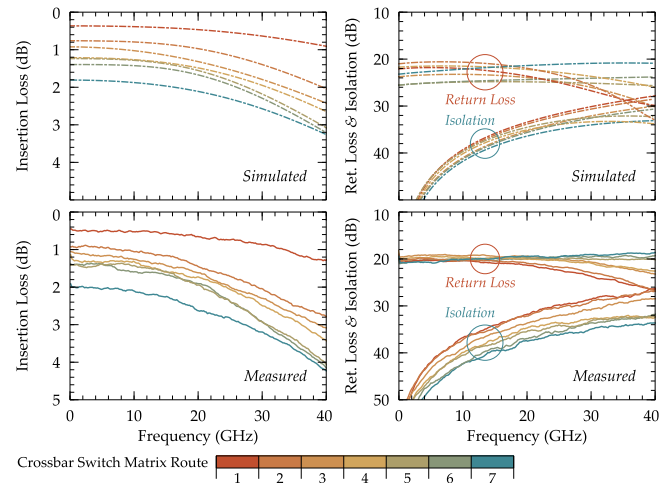 0
1
2
3
4
Insertion Loss (dB)
Simulated
10
20
30
40
Ret. Loss & Isolation (dB)
Return Loss
Isolation
Simulated
0
1
2
3
4
5
Insertion Loss (dB)
Measured
0 10 20 30 40
Frequency (GHz)
10
20
30
40
50
Ret. Loss & Isolation (dB)
Return Loss
Isolation
Measured
0 10 20 30 40
Frequency (GHz)
Crossbar Switch Matrix Route
1 2 3 4 5 6 7